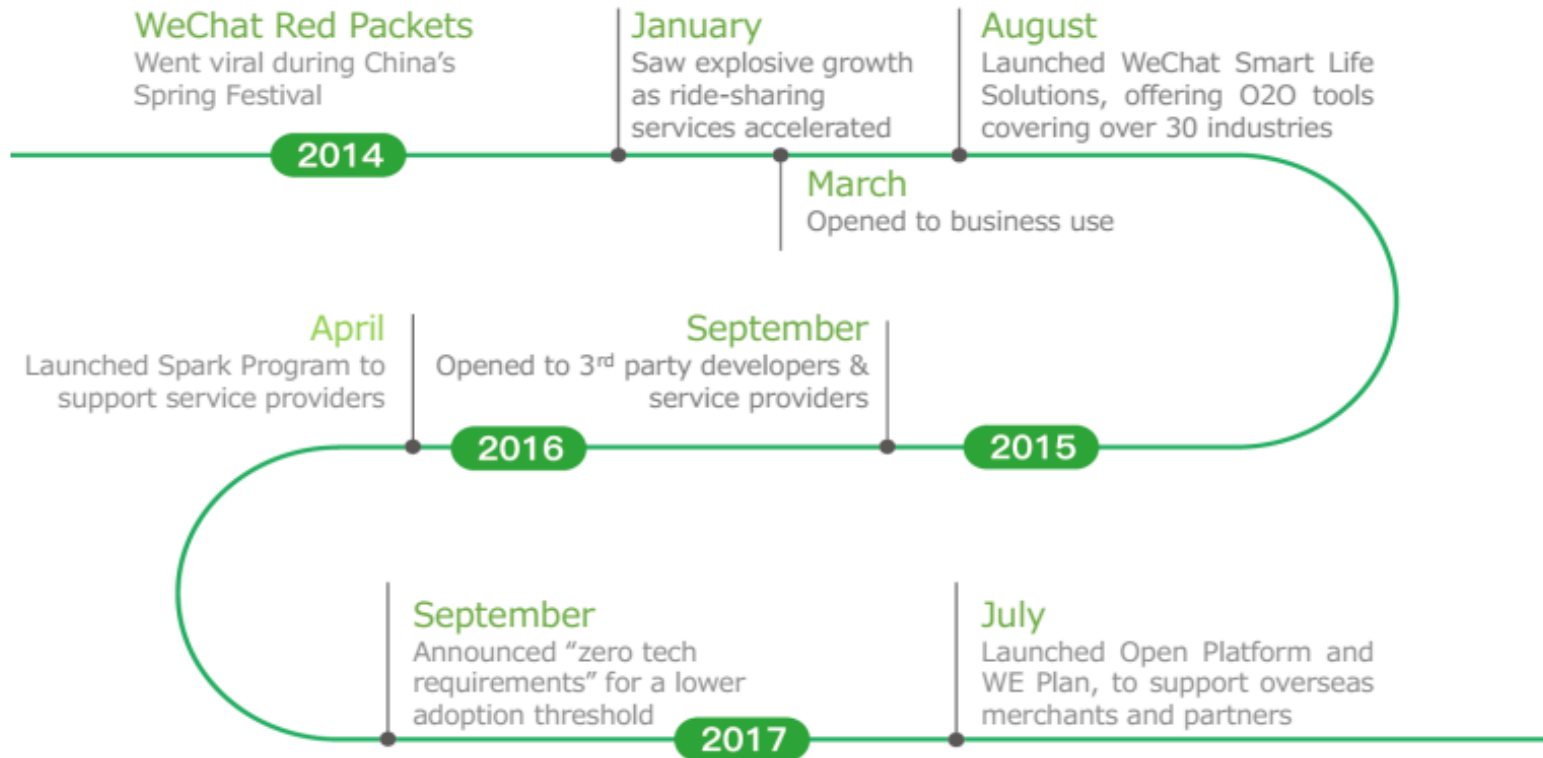 WeChat Red Packets
Went viral during China's
Spring Festival
2014
January
Saw explosive growth
as ride-sharing
services accelerated
March
Opened to business use
August
Launched WeChat Smart Life
Solutions, offering O2O tools
covering over 30 industries
2015
September
Opened to 3rd party developers &
service providers
2016
April
Launched Spark Program to
support service providers
September
Announced “zero tech
requirements” for a lower
adoption threshold
2017
July
Launched Open Platform and
WE Plan, to support overseas
merchants and partners